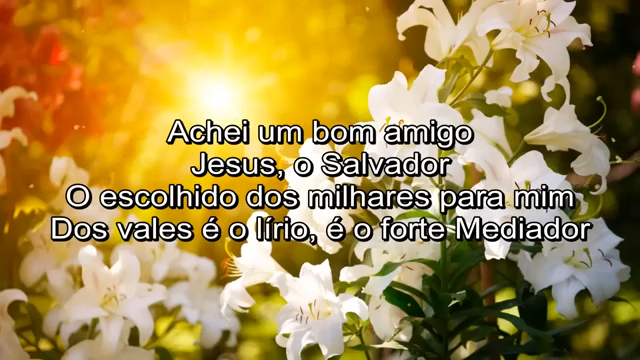 Achei um bom amigo
Jesus, o Salvador
O escolhido dos milhares para mim
Dos vales é o lírio, é o forte Mediador